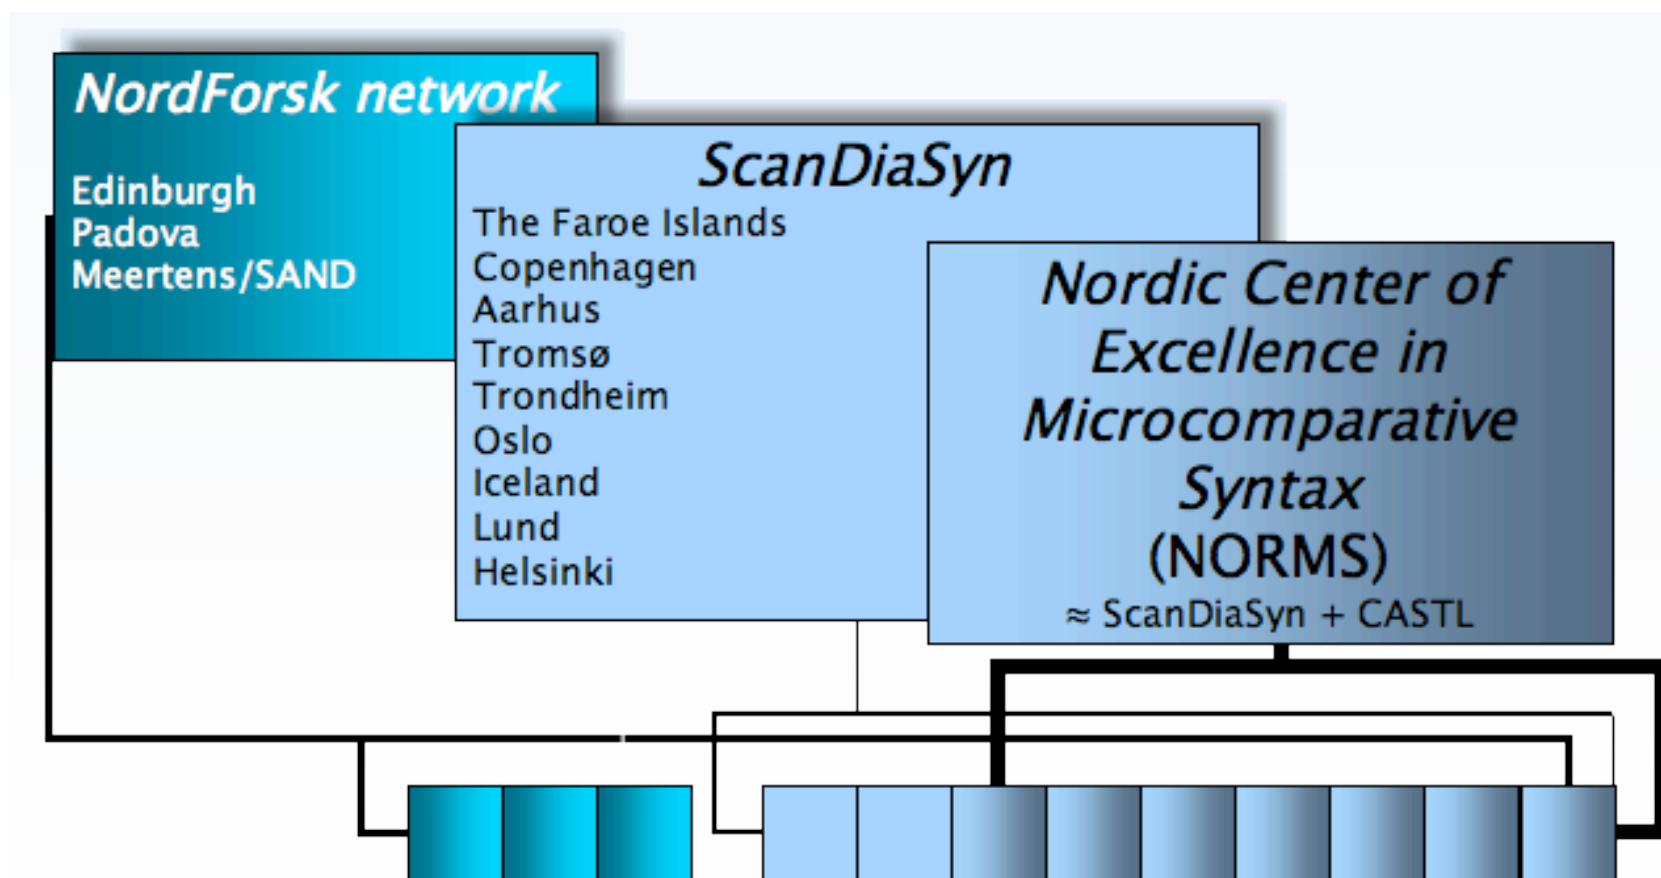 NordForsk network
Edinburgh
Padova
Meertens/SAND
ScanDiaSyn
The Faroe Islands
Copenhagen
Aarhus
Tromsø
Trondheim
Oslo
Iceland
Lund
Helsinki
Nordic Center of
Excellence in
Microcomparative
Syntax
(NORMS)
≈ ScanDiaSyn + CASTL